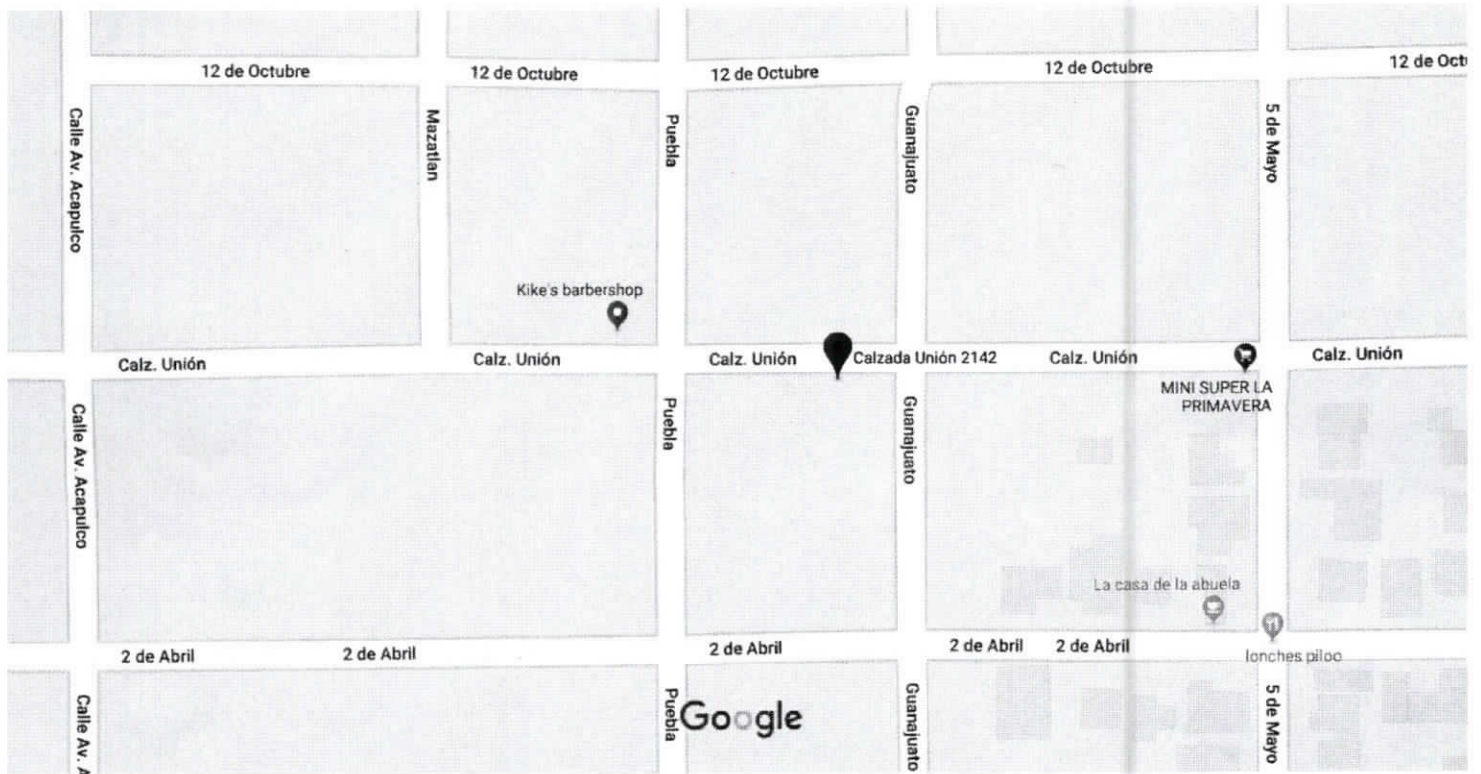 12 de Octubre
12 de Octubre
12 de Octubre
12 de Octubre
12 de Octu
Calle Av. Acapulco
Mazatlan
Puebla
Guanajuato
5 de Mayo
Kike's barbershop
Calz. Unión
Calz. Unión
Calz. Unión
Calzada Unión 2142
Calz. Unión
Calz. Unión
MINI SUPER LA
PRIMAVERA
Calle Av. Acapulco
Puebla
Guanajuato
La casa de la abuela
2 de Abril
2 de Abril
2 de Abril
2 de Abril
2 de Abril
lonches piloo
Calle Av. A
Puebla
Google
Guanajuato
5 de Mayo